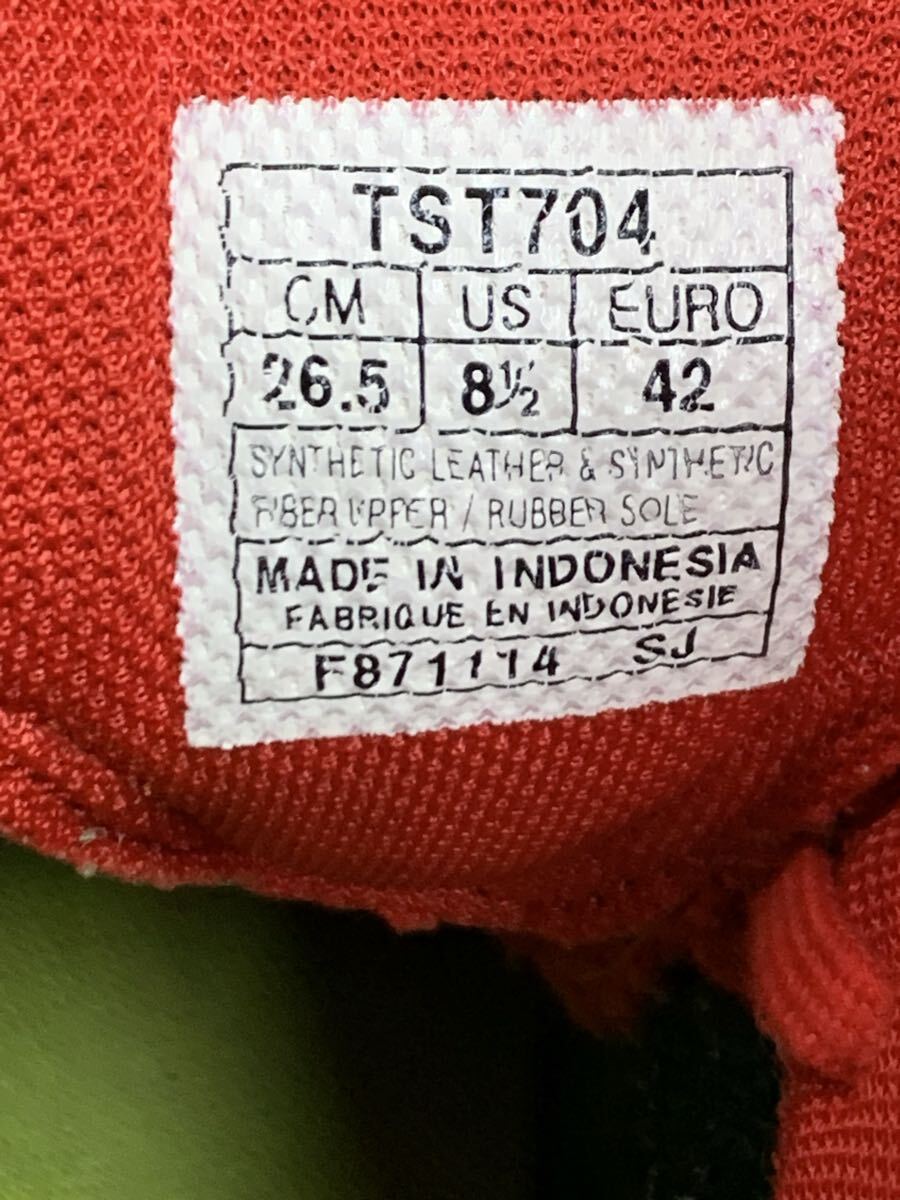 TST704
CM US EURO
26.5 8½ 42
SYNTHETIC LEATHER & SYNTHETIC
FIBER UPPER / RUBBER SOLE
MADE IN INDONESIA
FABRIQUE EN INDONESIE
F871114 SJ